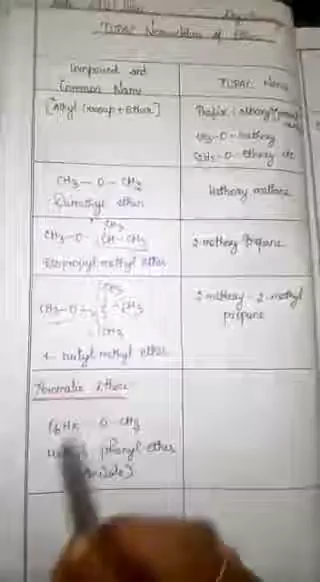 IUPAC Nomenclature of Ethers
Compound and
Common Name
IUPAC Name
[Alkyl Group + Ether]
CH3-O- methoxy
C2H5-O- ethoxy etc
CH3 - O - CH3
Dimethyl ether
Methoxy methane
CH3
CH3-O- CH-CH3
Isopropyl methyl ether
2-methoxy Propane
CH3
CH3-O- C -CH3
CH3
t- butyl methyl ether
2-methoxy-2-methyl
propane
Aromatic Ethers
C6H5 - O-CH3
phenyl ether